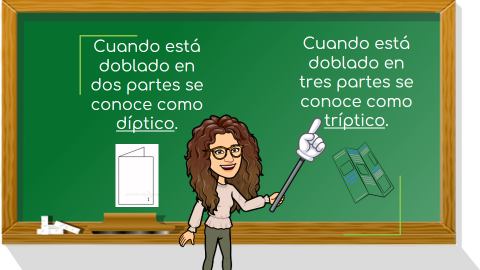 Cuando está
doblado en
dos partes se
conoce como
díptico.
Cuando está
doblado en
tres partes se
conoce como
tríptico.
1